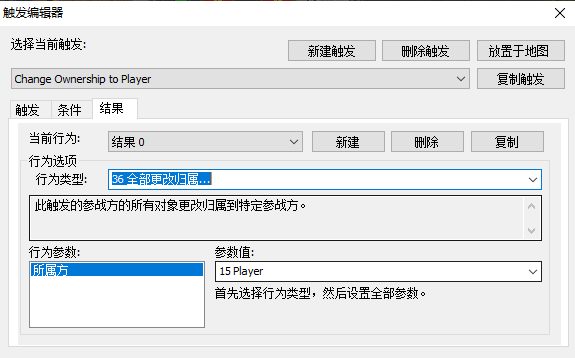 触发编辑器
选择当前触发:
新建触发
删除触发
放置于地图
Change Ownership to Player
复制触发
触发
条件
结果
当前行为:
结果 0
新建
删除
复制
行为选项
行为类型:
36 全部更改归属...
此触发的参战方的所有对象更改归属到特定参战方。
行为参数:
参数值:
所属方
15 Player
首先选择行为类型，然后设置全部参数。